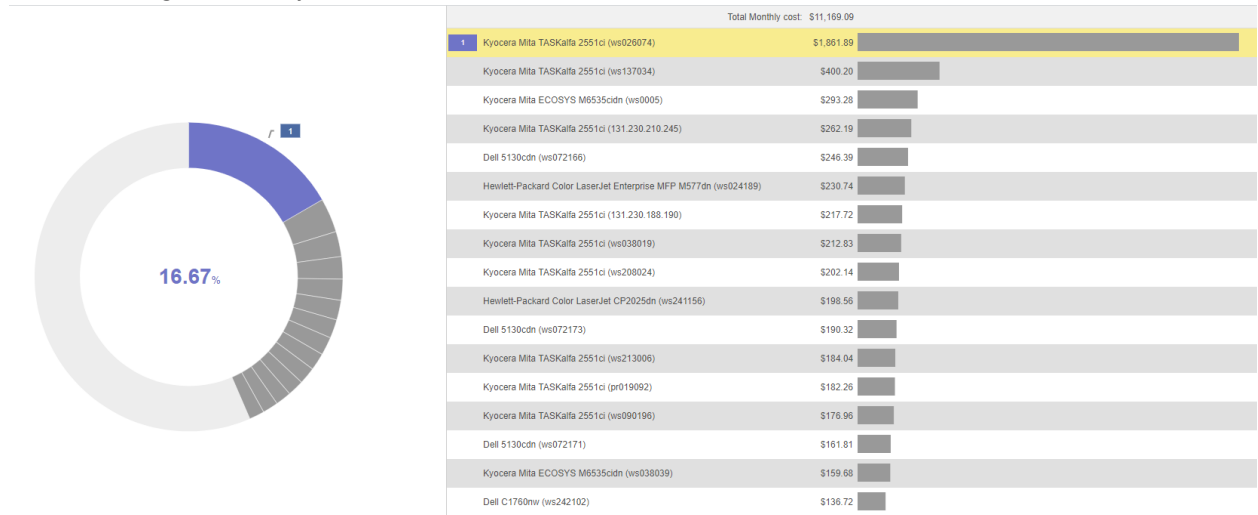 Total Monthly cost: $11,169.09
1 Kyocera Mita TASKalfa 2551ci (ws026074) $1,861.89
Kyocera Mita TASKalfa 2551ci (ws137034) $400.20
Kyocera Mita ECOSYS M6535cidn (ws0005) $293.28
1
Kyocera Mita TASKalfa 2551ci (131.230.210.245) $262.19
Dell 5130cdn (ws072166) $246.39
Hewlett-Packard Color LaserJet Enterprise MFP M577dn (ws024189) $230.74
Kyocera Mita TASKalfa 2551ci (131.230.188.190) $217.72
Kyocera Mita TASKalfa 2551ci (ws038019) $212.83
16.67%
Kyocera Mita TASKalfa 2551ci (ws208024) $202.14
Hewlett-Packard Color LaserJet CP2025dn (ws241156) $198.56
Dell 5130cdn (ws072173) $190.32
Kyocera Mita TASKalfa 2551ci (ws213006) $184.04
Kyocera Mita TASKalfa 2551ci (pr019092) $182.26
Kyocera Mita TASKalfa 2551ci (ws090196) $176.96
Dell 5130cdn (ws072171) $161.81
Kyocera Mita ECOSYS M6535cidn (ws038039) $159.68
Dell C1760nw (ws242102) $136.72